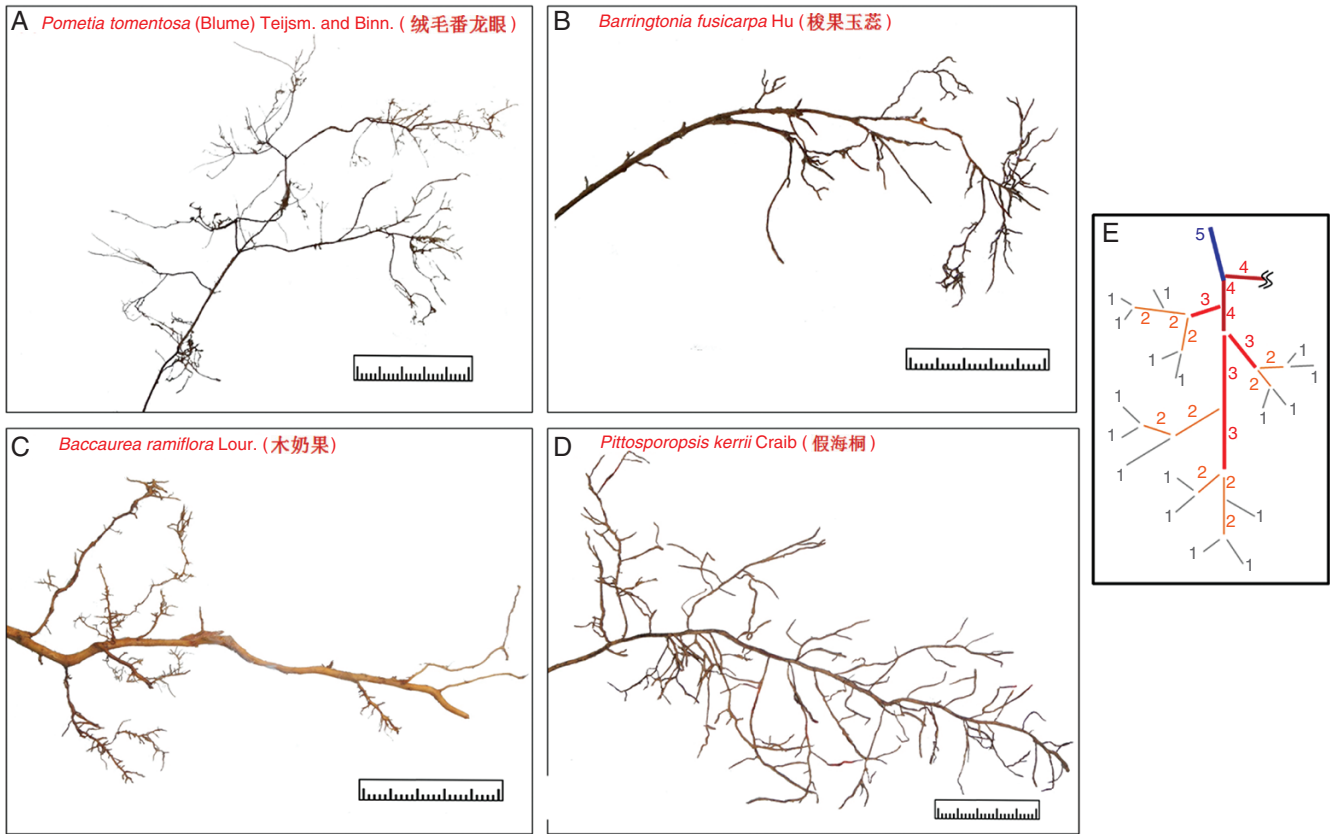 A Pometia tomentosa (Blume) Teijsm. and Binn. (绒毛番龙眼)
B Barringtonia fusicarpa Hu (梭果玉蕊)
C Baccaurea ramiflora Lour. (木奶果)
D Pittosporopsis kerrii Craib (假海桐)
E
5
4
4
1 1 3
1 2 2 4
2 3
1 2 1
1 3 1
1 2
1 1
2 2 1
1 3
1 2 2
1 2 1
1 1